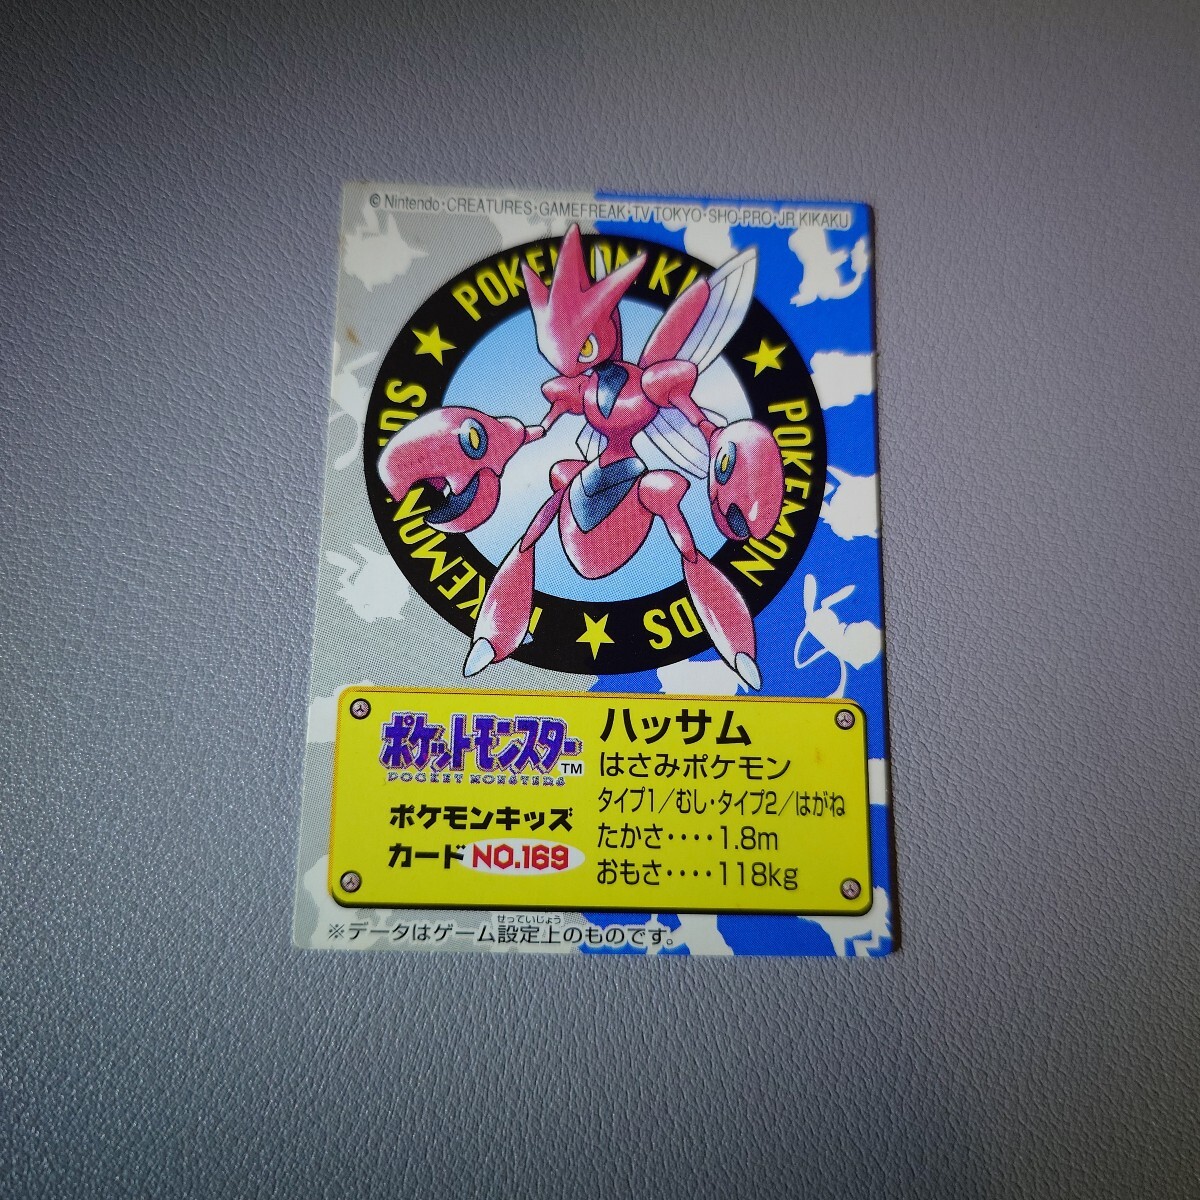 © Nintendo・CREATURES・GAMEFREAK・TV TOKYO・SHO-PRO・JR KIKAKU
POKEMON KI
★
POKEMON
DS
★
KEMON
DS
★
ポケットモンスター™
POCKET MONSTERS
ポケモンキッズ
カード NO.169
ハッサム
はさみポケモン
タイプ1／むし・タイプ2／はがね
たかさ････1.8m
おもさ････118kg
せっていじょう
※データはゲーム設定上のものです。